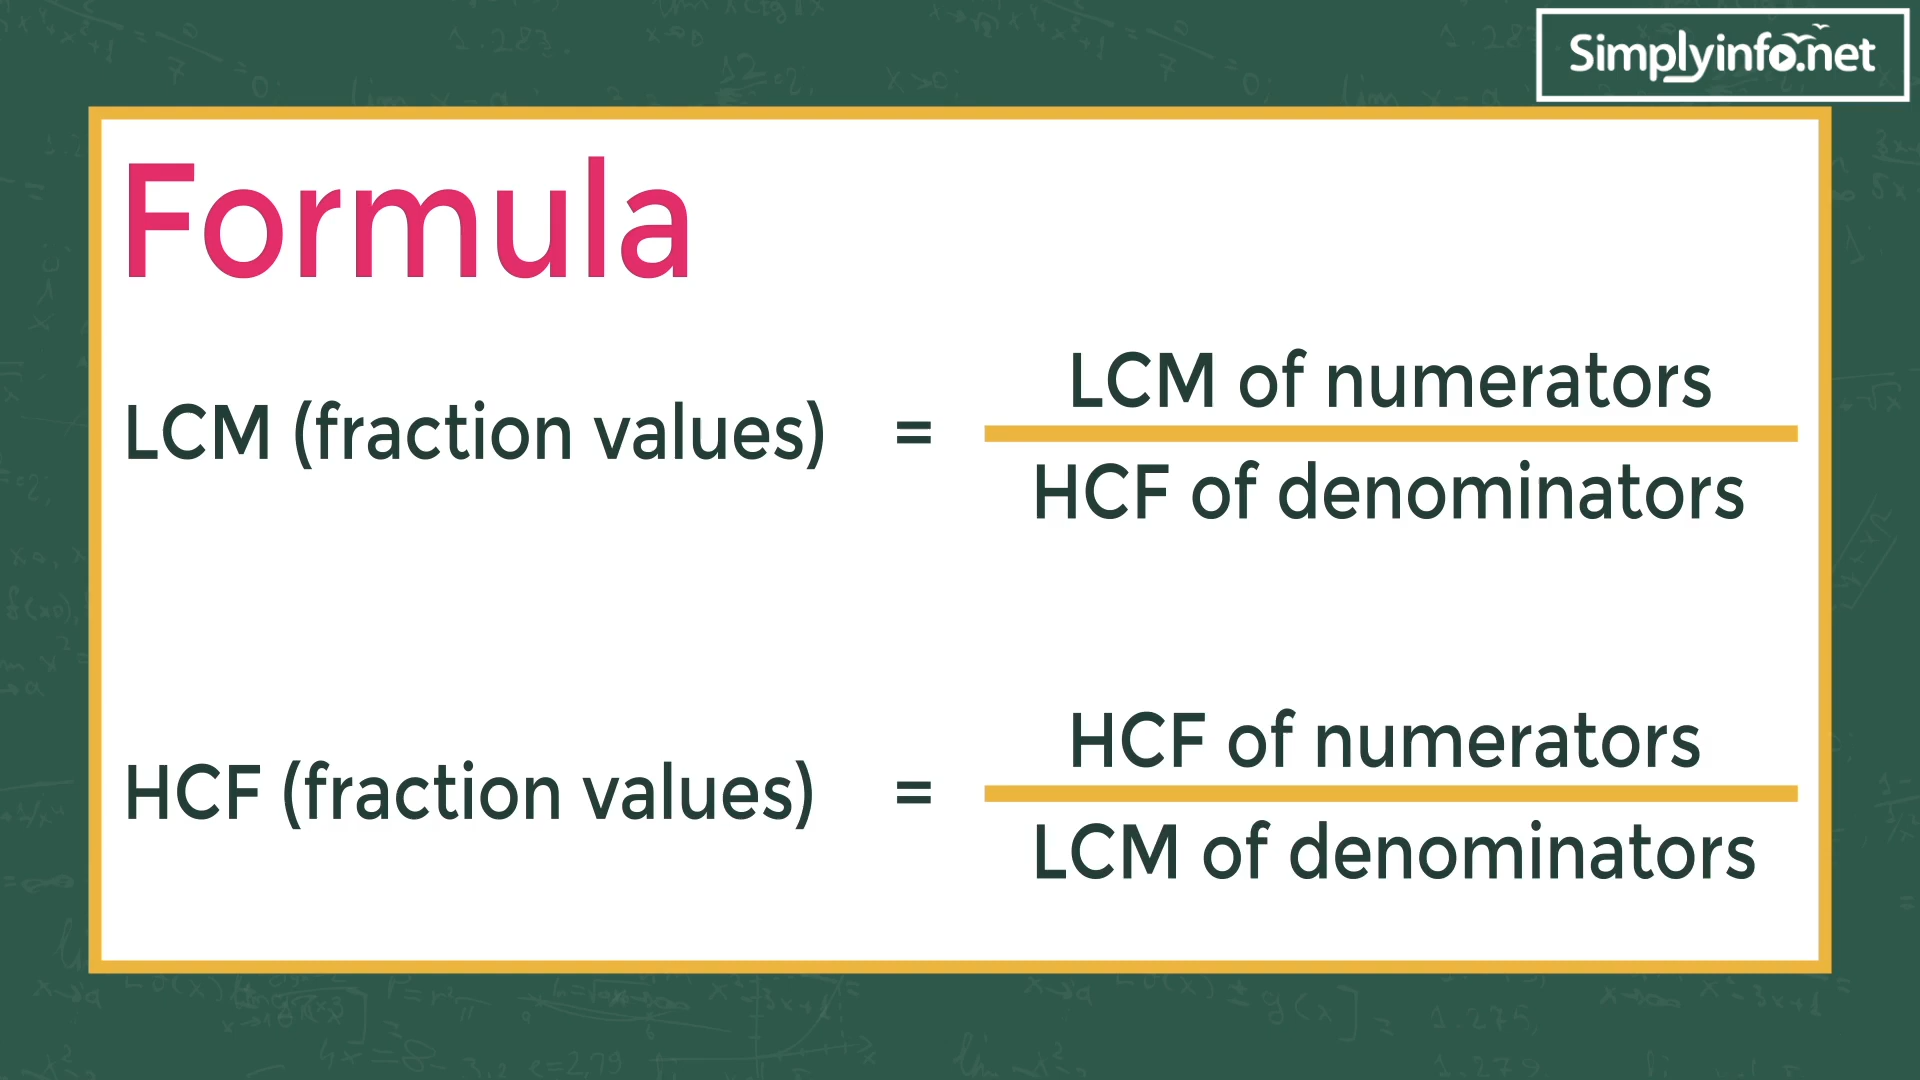 Simplyinfo.net
Formula
LCM (fraction values) = LCM of numerators
HCF of denominators
HCF (fraction values) = HCF of numerators
LCM of denominators